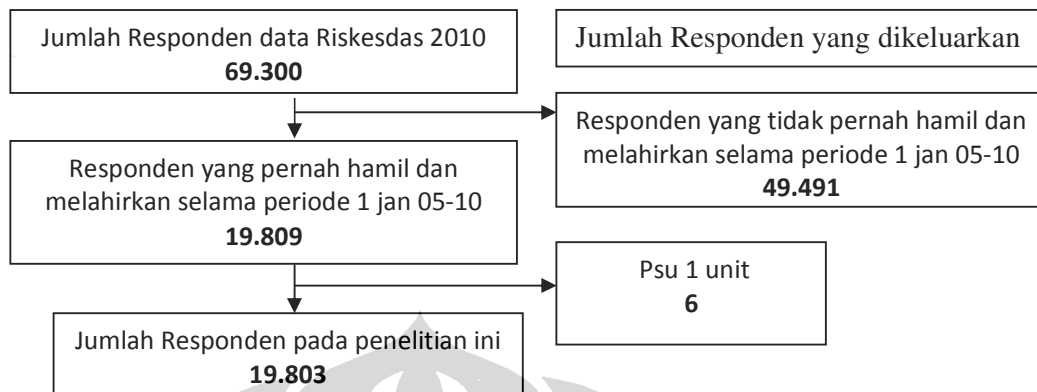 Jumlah Responden data Riskesdas 2010
69.300
Jumlah Responden yang dikeluarkan
Responden yang tidak pernah hamil dan
melahirkan selama periode 1 jan 05-10
49.491
Responden yang pernah hamil dan
melahirkan selama periode 1 jan 05-10
19.809
Psu 1 unit
6
Jumlah Responden pada penelitian ini
19.803